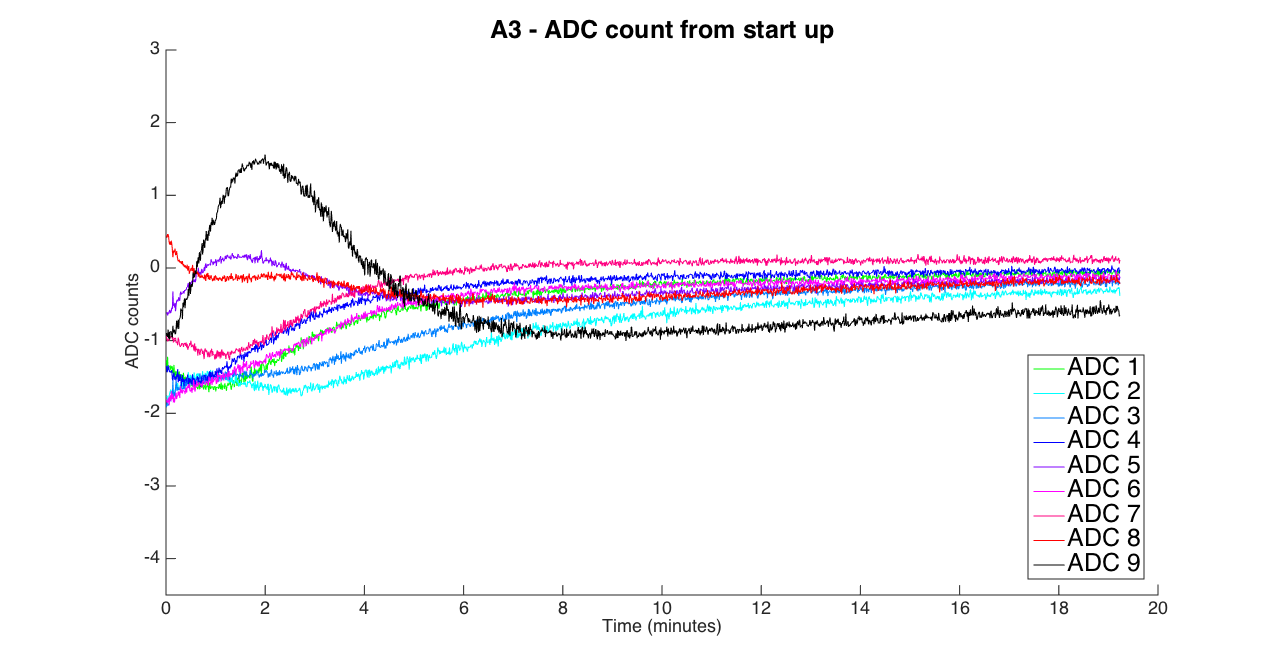 A3 - ADC count from start up
3
2
1
0
-1
-2
-3
-4
ADC counts
0 2 4 6 8 10 12 14 16 18 20
Time (minutes)
ADC 1
ADC 2
ADC 3
ADC 4
ADC 5
ADC 6
ADC 7
ADC 8
ADC 9